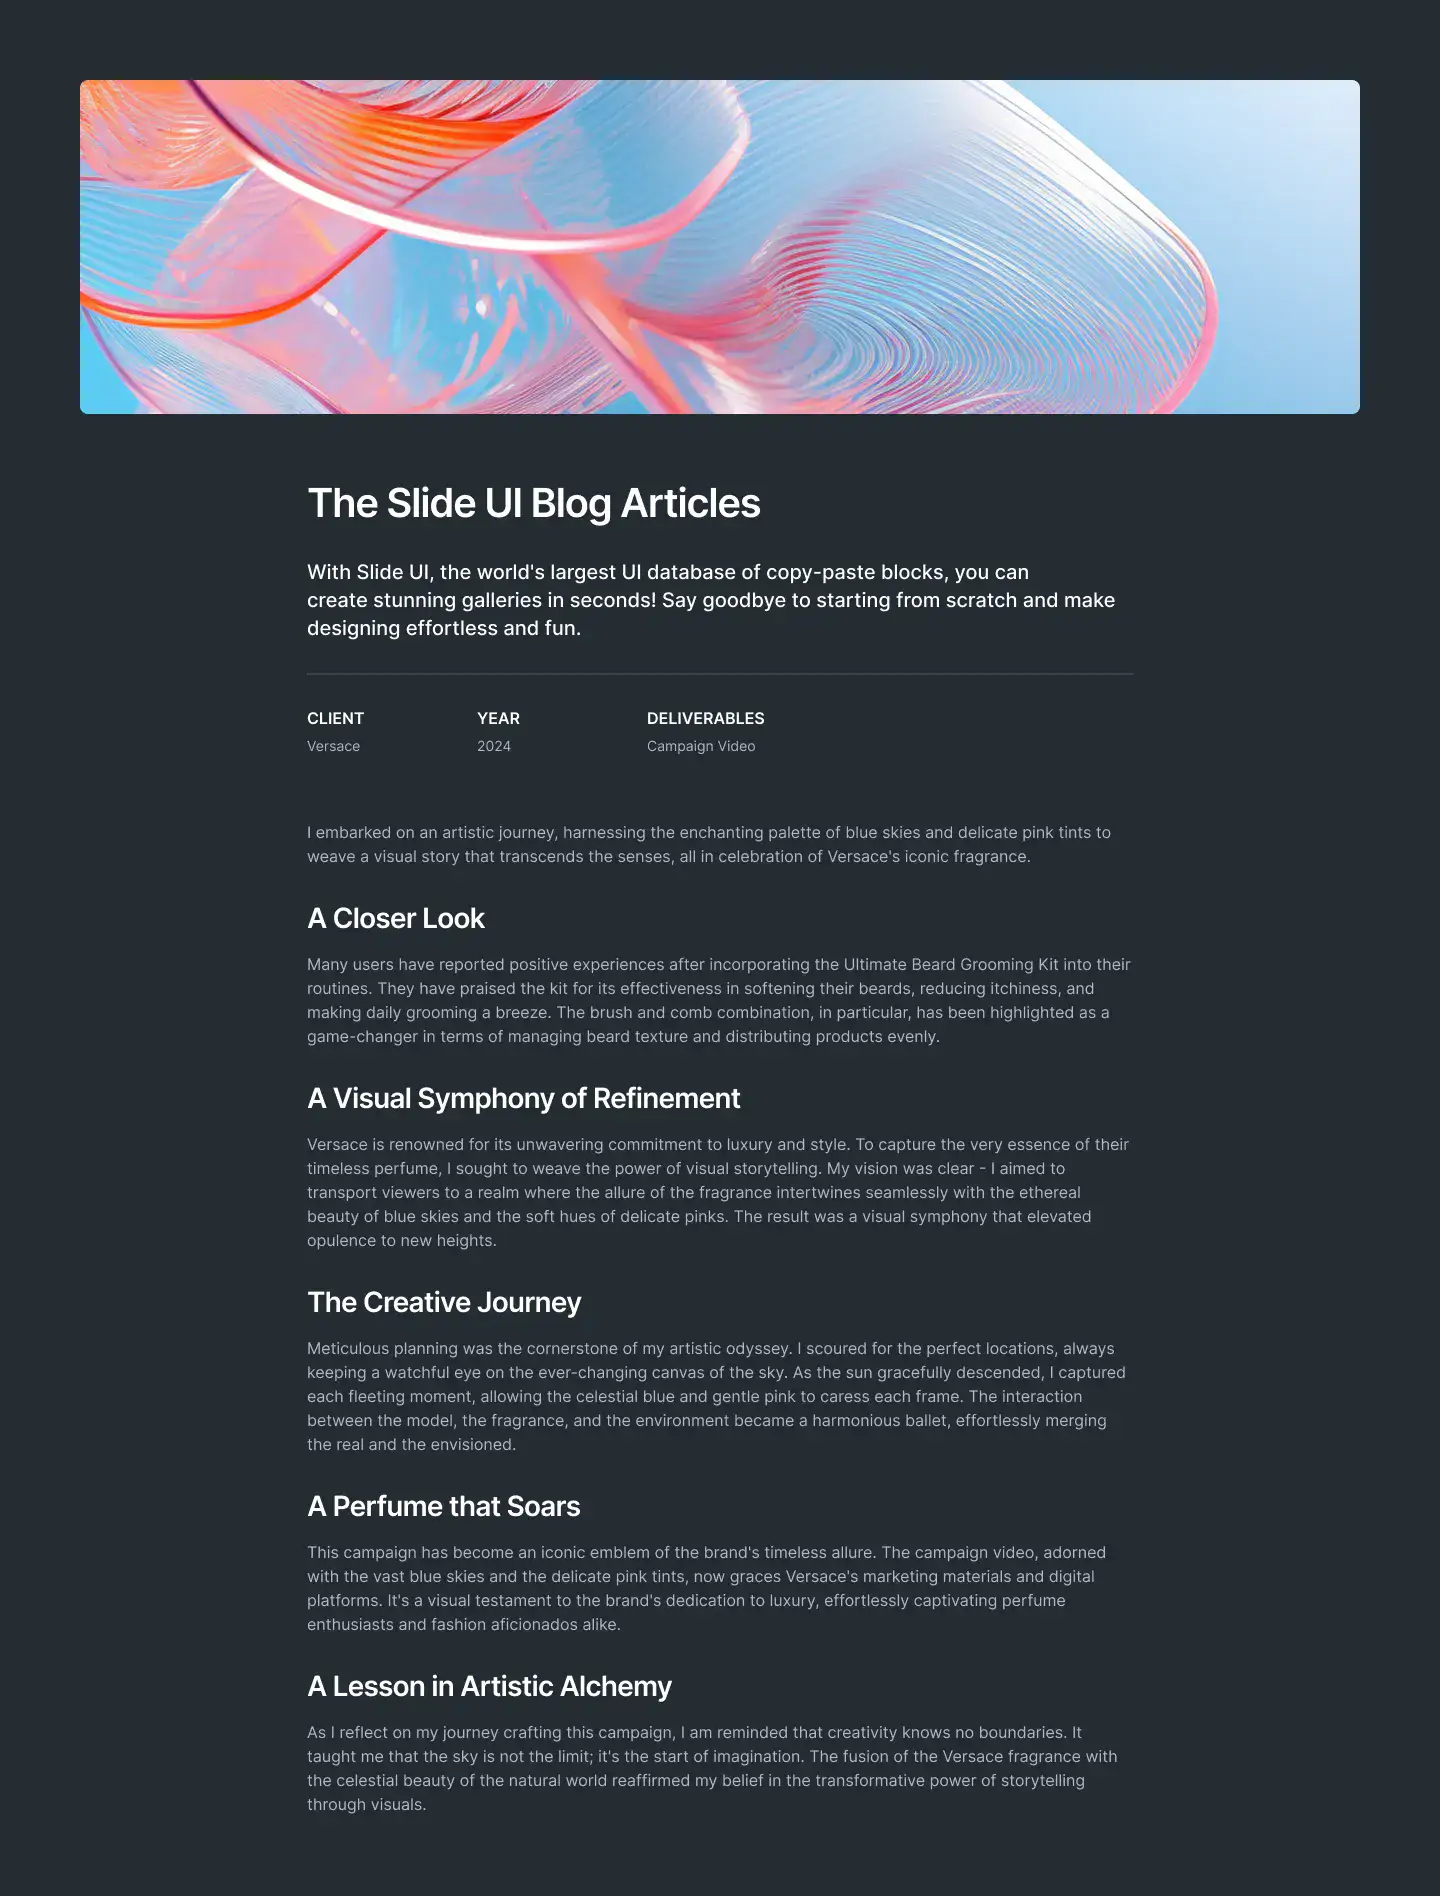 The Slide UI Blog Articles
With Slide UI, the world's largest UI database of copy-paste blocks, you can
create stunning galleries in seconds! Say goodbye to starting from scratch and make
designing effortless and fun.
CLIENT YEAR DELIVERABLES
Versace 2024 Campaign Video
I embarked on an artistic journey, harnessing the enchanting palette of blue skies and delicate pink tints to
weave a visual story that transcends the senses, all in celebration of Versace's iconic fragrance.
A Closer Look
Many users have reported positive experiences after incorporating the Ultimate Beard Grooming Kit into their
routines. They have praised the kit for its effectiveness in softening their beards, reducing itchiness, and
making daily grooming a breeze. The brush and comb combination, in particular, has been highlighted as a
game-changer in terms of managing beard texture and distributing products evenly.
A Visual Symphony of Refinement
Versace is renowned for its unwavering commitment to luxury and style. To capture the very essence of their
timeless perfume, I sought to weave the power of visual storytelling. My vision was clear - I aimed to
transport viewers to a realm where the allure of the fragrance intertwines seamlessly with the ethereal
beauty of blue skies and the soft hues of delicate pinks. The result was a visual symphony that elevated
opulence to new heights.
The Creative Journey
Meticulous planning was the cornerstone of my artistic odyssey. I scoured for the perfect locations, always
keeping a watchful eye on the ever-changing canvas of the sky. As the sun gracefully descended, I captured
each fleeting moment, allowing the celestial blue and gentle pink to caress each frame. The interaction
between the model, the fragrance, and the environment became a harmonious ballet, effortlessly merging
the real and the envisioned.
A Perfume that Soars
This campaign has become an iconic emblem of the brand's timeless allure. The campaign video, adorned
with the vast blue skies and the delicate pink tints, now graces Versace's marketing materials and digital
platforms. It's a visual testament to the brand's dedication to luxury, effortlessly captivating perfume
enthusiasts and fashion aficionados alike.
A Lesson in Artistic Alchemy
As I reflect on my journey crafting this campaign, I am reminded that creativity knows no boundaries. It
taught me that the sky is not the limit; it's the start of imagination. The fusion of the Versace fragrance with
the celestial beauty of the natural world reaffirmed my belief in the transformative power of storytelling
through visuals.